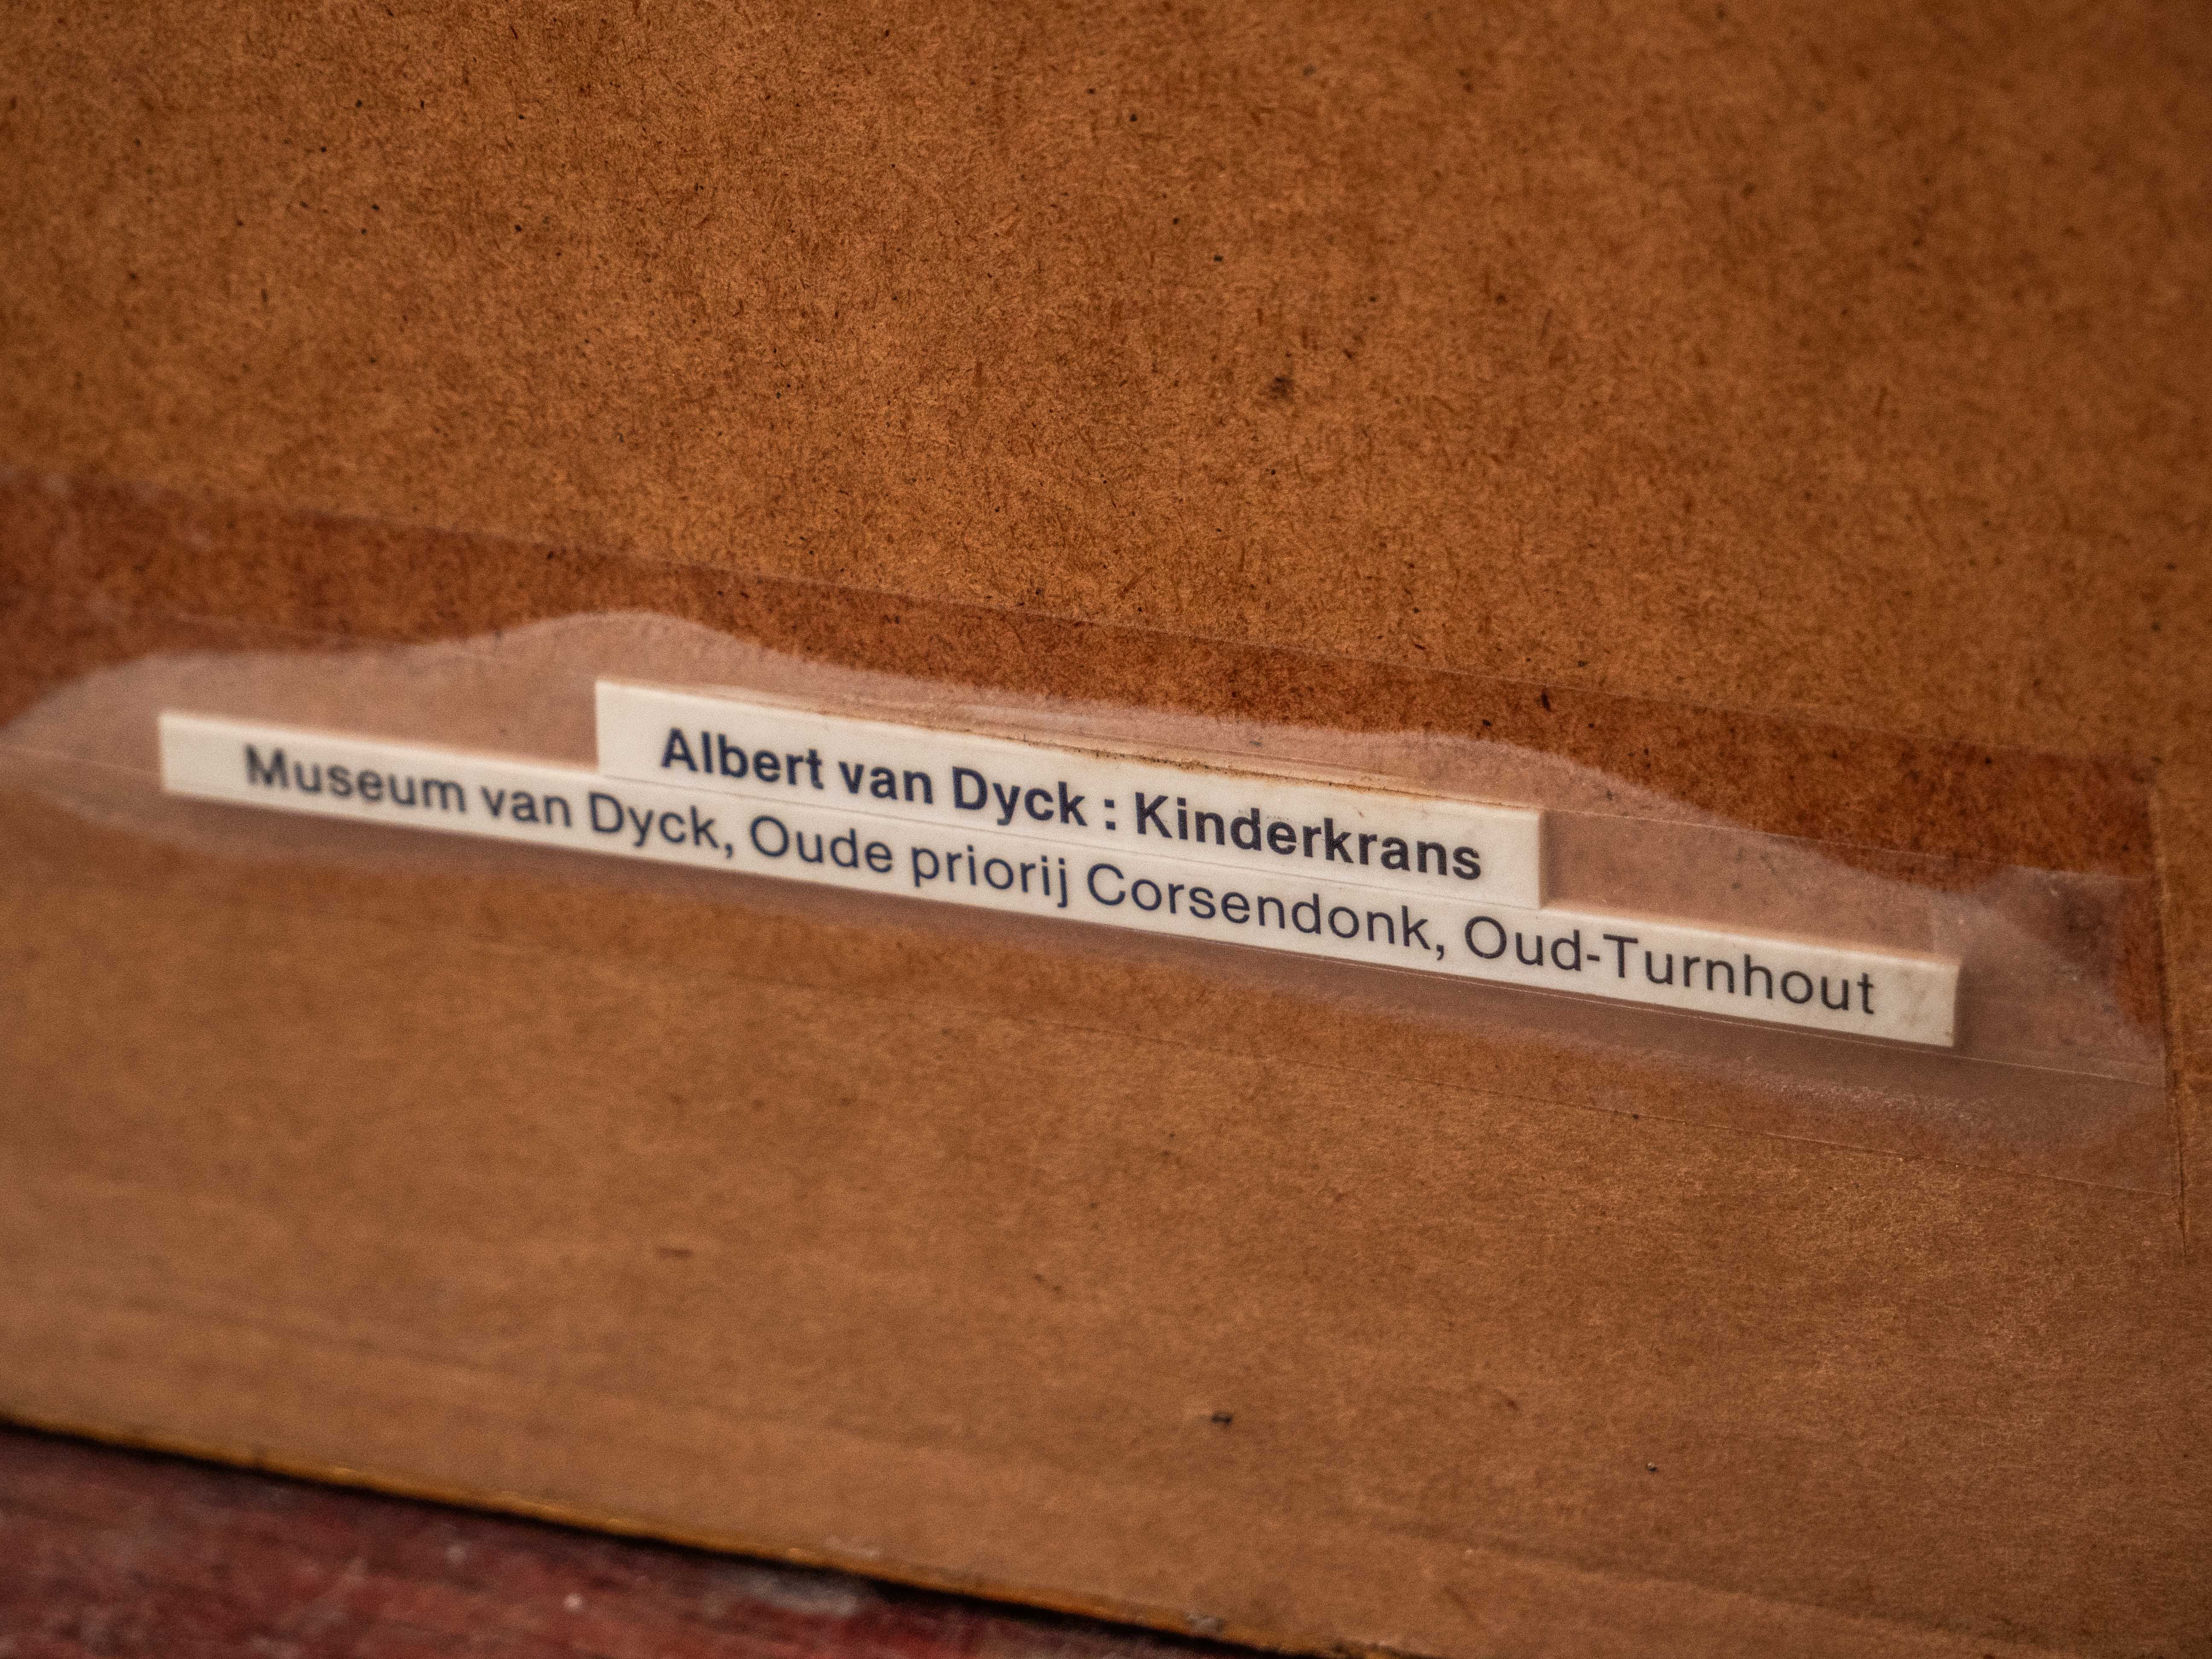 Albert van Dyck : Kinderkrans
Museum van Dyck, Oude priorij Corsendonk, Oud-Turnhout